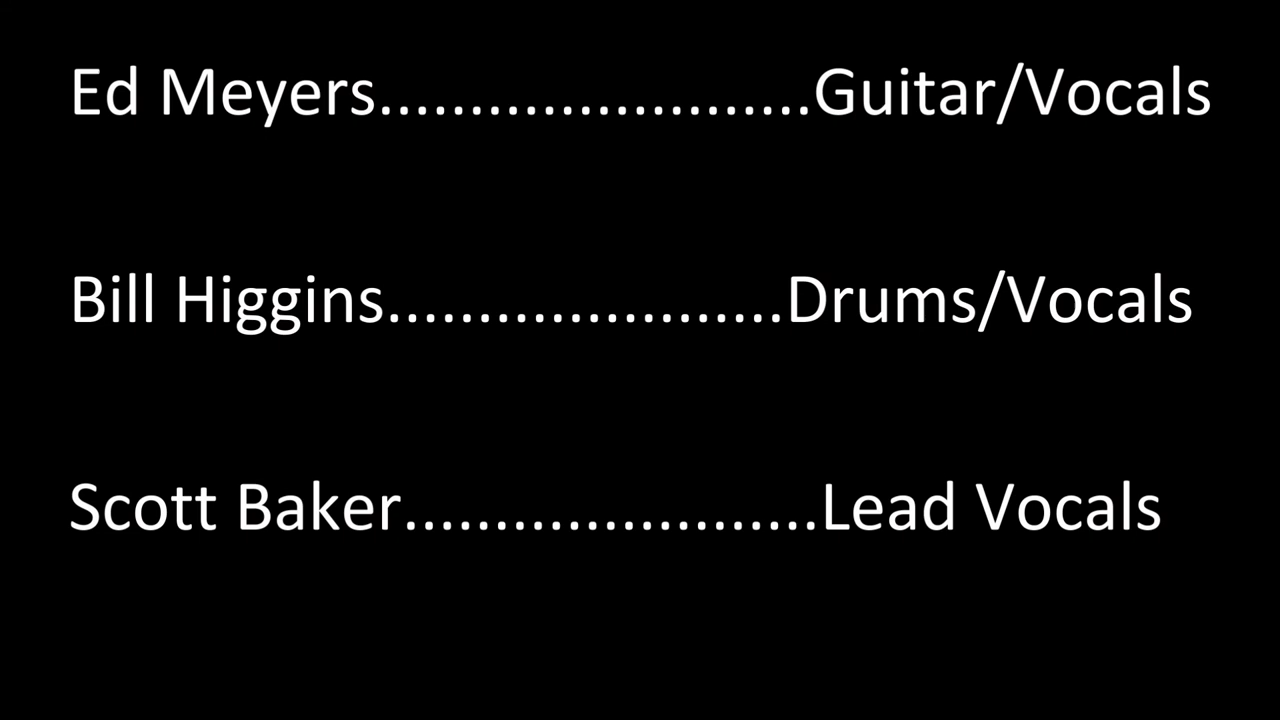 Ed Meyers........................Guitar/Vocals
Bill Higgins......................Drums/Vocals
Scott Baker.......................Lead Vocals